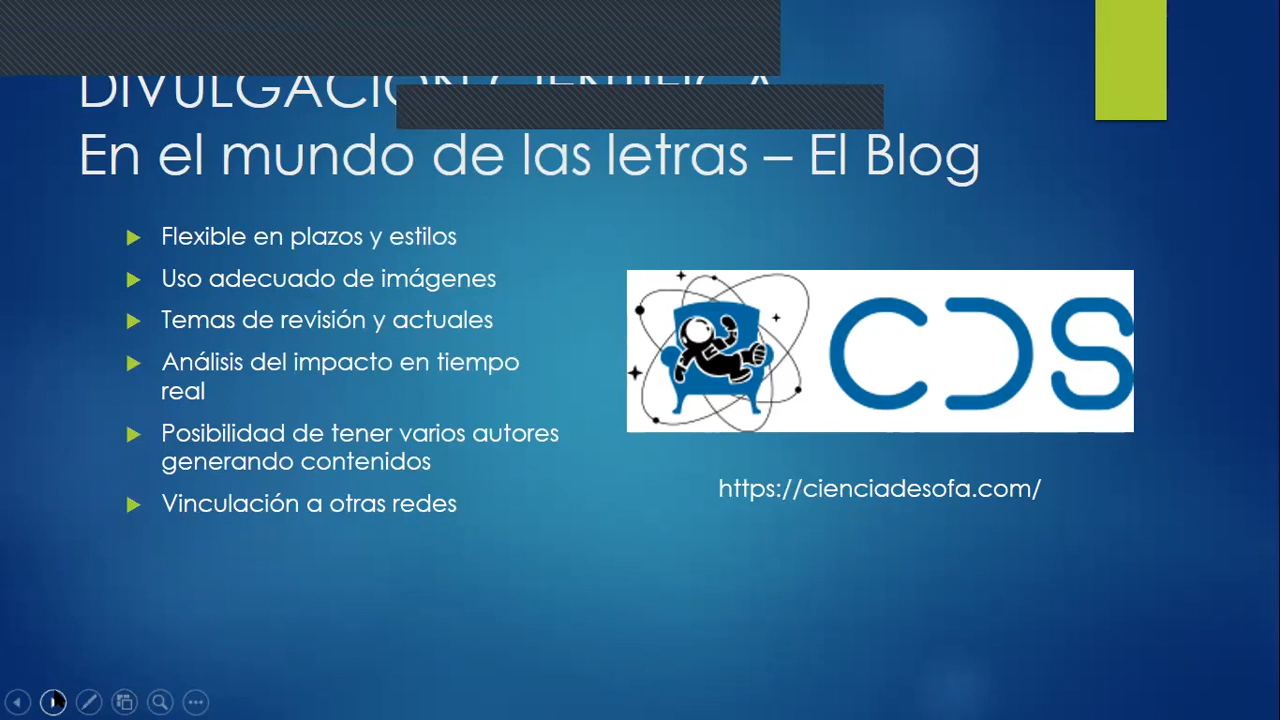 DIVULGACIÓN CIENTÍFICA
En el mundo de las letras – El Blog
Flexible en plazos y estilos
Uso adecuado de imágenes
Temas de revisión y actuales
Análisis del impacto en tiempo
real
Posibilidad de tener varios autores
generando contenidos
Vinculación a otras redes
CDS
https://cienciadesofa.com/